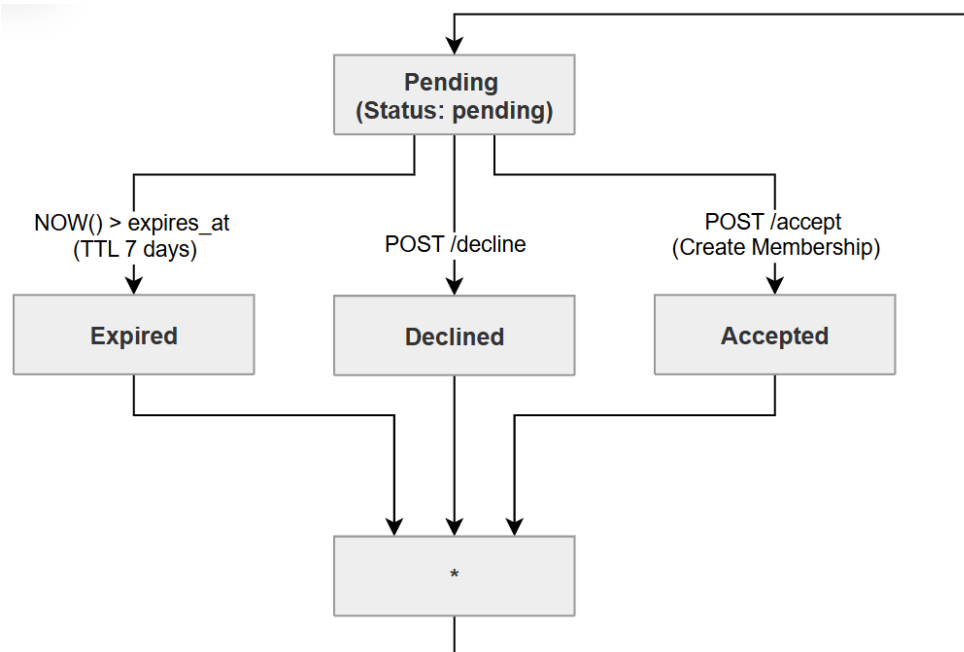 Pending
(Status: pending)
NOW() > expires_at
(TTL 7 days)
POST /decline
POST /accept
(Create Membership)
Expired
Declined
Accepted
*